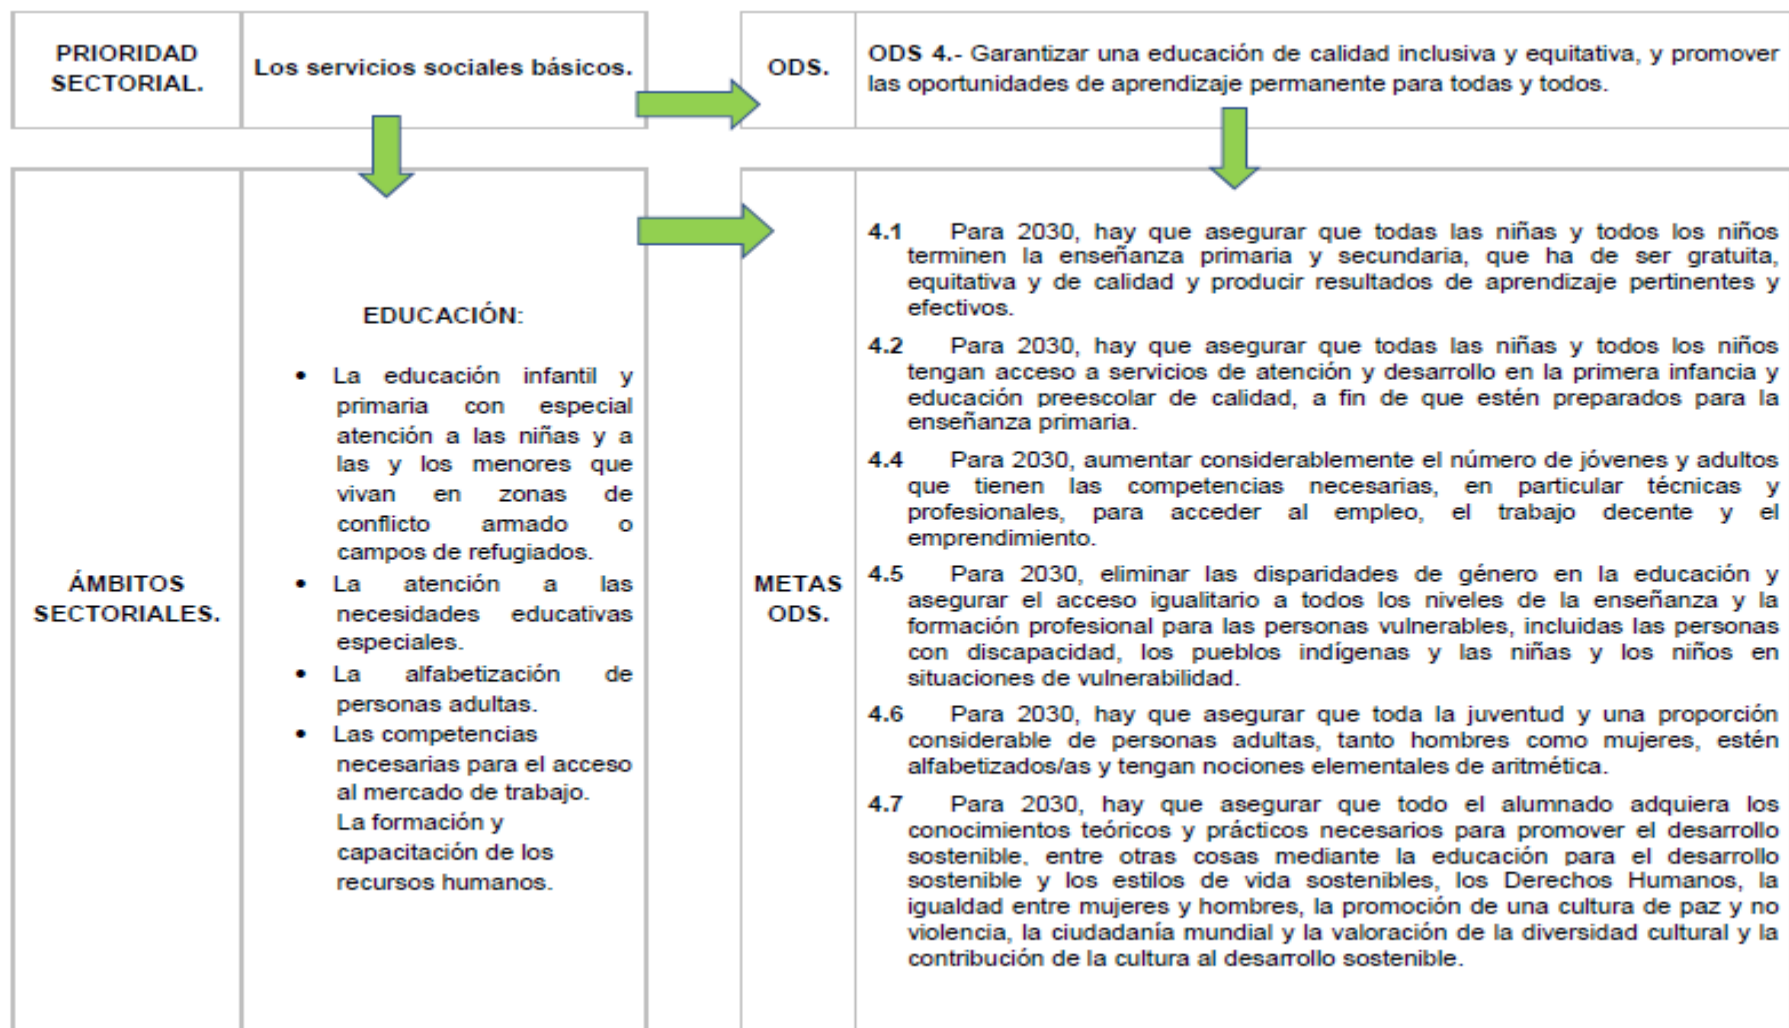 PRIORIDAD
SECTORIAL.
Los servicios sociales básicos.
ODS.
ODS 4.- Garantizar una educación de calidad inclusiva y equitativa, y promover
las oportunidades de aprendizaje permanente para todas y todos.
ÁMBITOS
SECTORIALES.
EDUCACIÓN:
• La educación infantil y
primaria con especial
atención a las niñas y a
las y los menores que
vivan en zonas de
conflicto armado o
campos de refugiados.
• La atención a las
necesidades educativas
especiales.
• La alfabetización de
personas adultas.
• Las competencias
necesarias para el acceso
al mercado de trabajo.
La formación y
capacitación de los
recursos humanos.
METAS
ODS.
4.1 Para 2030, hay que asegurar que todas las niñas y todos los niños
terminen la enseñanza primaria y secundaria, que ha de ser gratuita,
equitativa y de calidad y producir resultados de aprendizaje pertinentes y
efectivos.
4.2 Para 2030, hay que asegurar que todas las niñas y todos los niños
tengan acceso a servicios de atención y desarrollo en la primera infancia y
educación preescolar de calidad, a fin de que estén preparados para la
enseñanza primaria.
4.4 Para 2030, aumentar considerablemente el número de jóvenes y adultos
que tienen las competencias necesarias, en particular técnicas y
profesionales, para acceder al empleo, el trabajo decente y el
emprendimiento.
4.5 Para 2030, eliminar las disparidades de género en la educación y
asegurar el acceso igualitario a todos los niveles de la enseñanza y la
formación profesional para las personas vulnerables, incluidas las personas
con discapacidad, los pueblos indígenas y las niñas y los niños en
situaciones de vulnerabilidad.
4.6 Para 2030, hay que asegurar que toda la juventud y una proporción
considerable de personas adultas, tanto hombres como mujeres, estén
alfabetizados/as y tengan nociones elementales de aritmética.
4.7 Para 2030, hay que asegurar que todo el alumnado adquiera los
conocimientos teóricos y prácticos necesarios para promover el desarrollo
sostenible, entre otras cosas mediante la educación para el desarrollo
sostenible y los estilos de vida sostenibles, los Derechos Humanos, la
igualdad entre mujeres y hombres, la promoción de una cultura de paz y no
violencia, la ciudadanía mundial y la valoración de la diversidad cultural y la
contribución de la cultura al desarrollo sostenible.